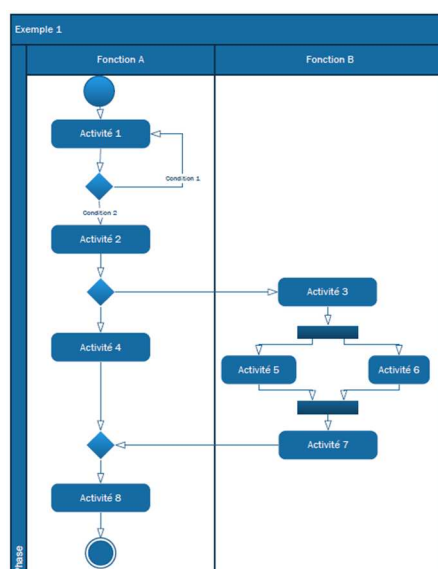 Exemple 1
Fonction A
Fonction B
Activité 1
Condition 1
Condition 2
Activité 2
Activité 3
Activité 4
Activité 5
Activité 6
Activité 7
Activité 8
Phase